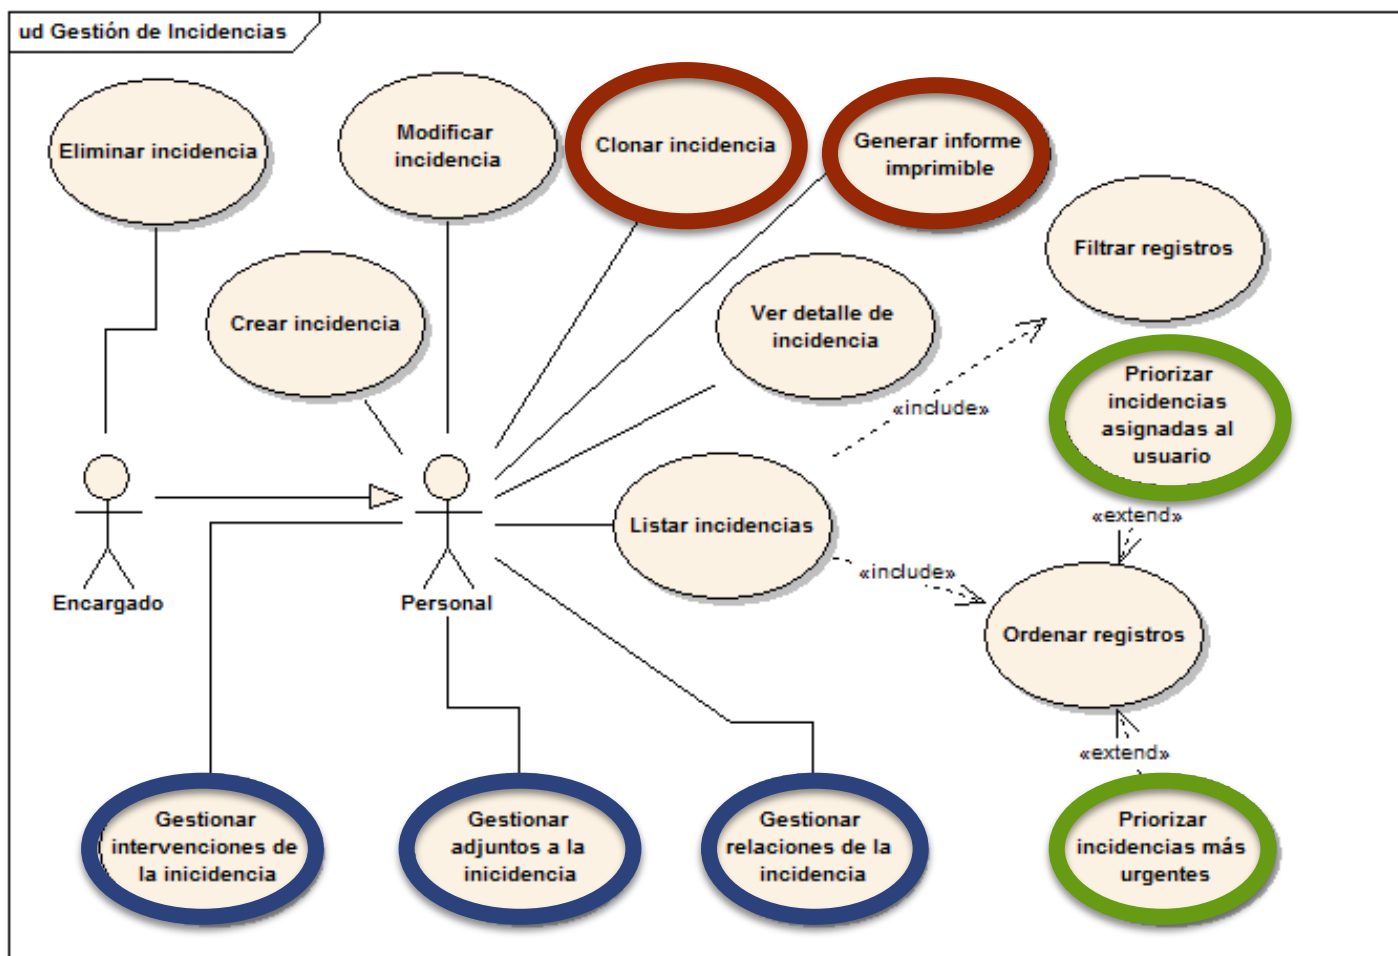 ud Gestión de Incidencias
Eliminar incidencia
Modificar
incidencia
Clonar incidencia
Generar informe
imprimible
Filtrar registros
Crear incidencia
Ver detalle de
incidencia
Priorizar
incidencias
asignadas al
usuario
«include»
Listar incidencias
«extend»
«include»
Encargado
Personal
Ordenar registros
«extend»
Gestionar
intervenciones de
la inicidencia
Gestionar
adjuntos a la
inicidencia
Gestionar
relaciones de la
incidencia
Priorizar
incidencias más
urgentes